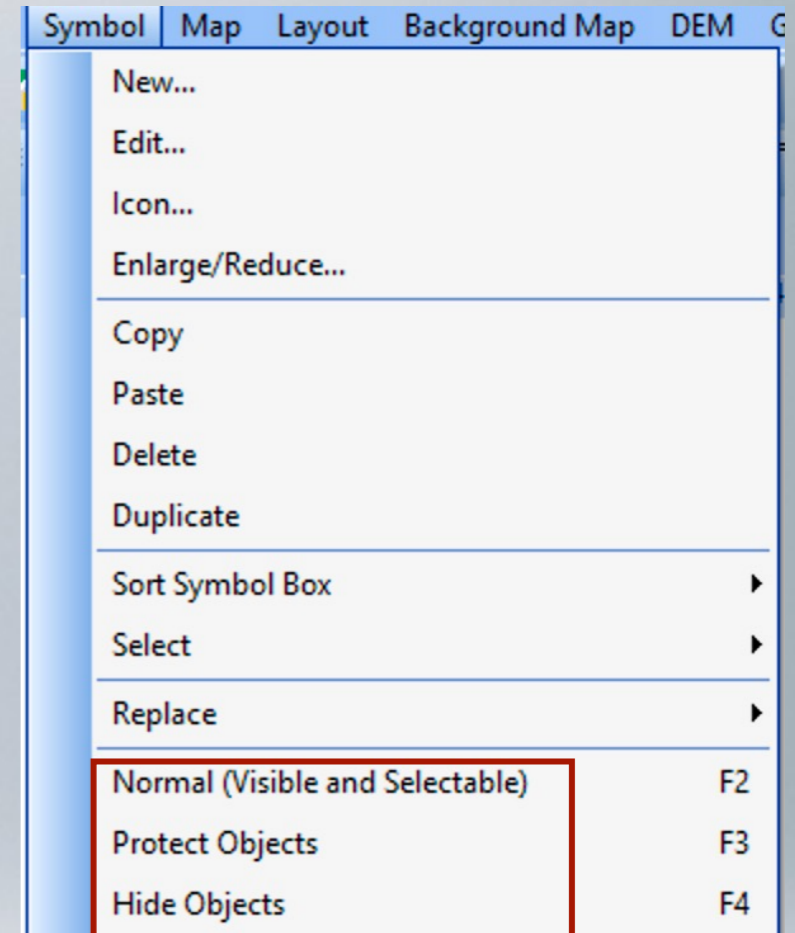 Symbol Map Layout Background Map DEM G
New...
Edit...
Icon...
Enlarge/Reduce...
Copy
Paste
Delete
Duplicate
Sort Symbol Box
Select
Replace
Normal (Visible and Selectable) F2
Protect Objects F3
Hide Objects F4